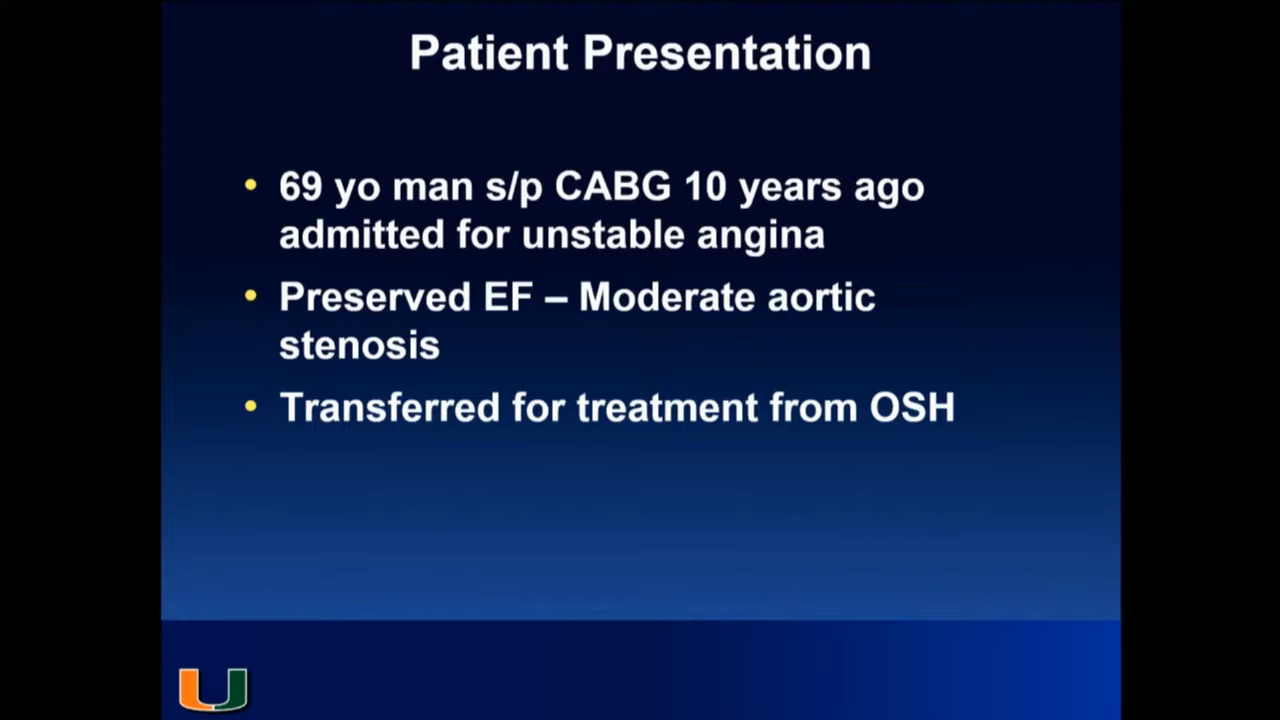 Patient Presentation
• 69 yo man s/p CABG 10 years ago
admitted for unstable angina
• Preserved EF – Moderate aortic
stenosis
• Transferred for treatment from OSH
U